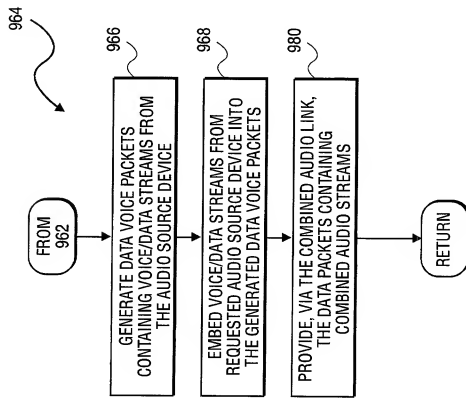 964
FROM
962
966
GENERATE DATA VOICE PACKETS
CONTAINING VOICE/DATA STREAMS FROM
THE AUDIO SOURCE DEVICE
968
EMBED VOICE/DATA STREAMS FROM
REQUESTED AUDIO SOURCE DEVICE INTO
THE GENERATED DATA VOICE PACKETS
980
PROVIDE, VIA THE COMBINED AUDIO LINK,
THE DATA PACKETS CONTAINING
COMBINED AUDIO STREAMS
RETURN